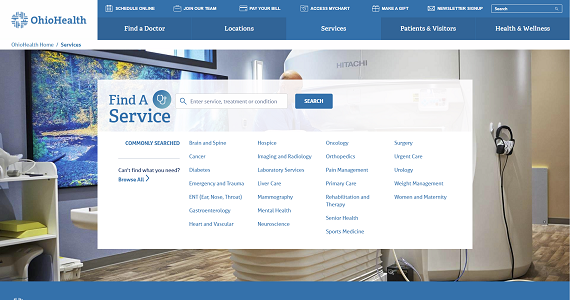 OhioHealth
SCHEDULE ONLINE
JOIN OUR TEAM
PAY YOUR BILL
ACCESS MYCHART
MAKE A GIFT
NEWSLETTER SIGNUP
Search
Find a Doctor
Locations
Services
Patients & Visitors
Health & Wellness
OhioHealth Home / Services
HITACHI
Find A
Service
Enter service, treatment or condition
SEARCH
COMMONLY SEARCHED
Can't find what you need?
Browse All
Brain and Spine
Cancer
Diabetes
Emergency and Trauma
ENT (Ear, Nose, Throat)
Gastroenterology
Heart and Vascular
Hospice
Imaging and Radiology
Laboratory Services
Liver Care
Mammography
Mental Health
Neuroscience
Oncology
Orthopedics
Pain Management
Primary Care
Rehabilitation and
Therapy
Senior Health
Sports Medicine
Surgery
Urgent Care
Urology
Weight Management
Women and Maternity